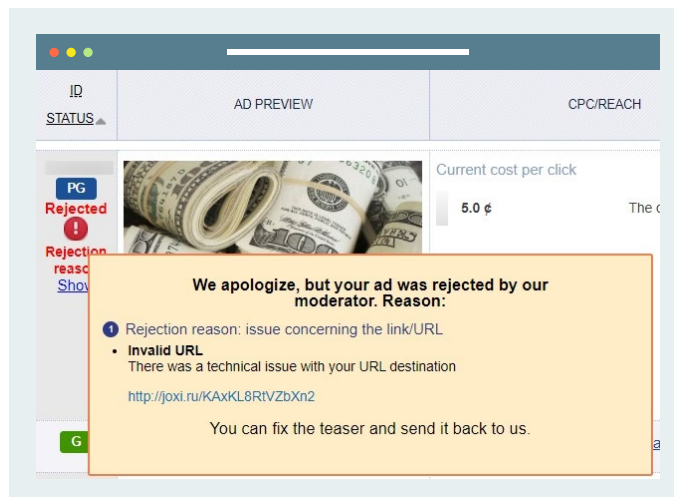 ID
STATUS
AD PREVIEW
CPC/REACH
PG
Rejected
Rejection
Show
Current cost per click
5.0 ¢
The
We apologize, but your ad was rejected by our
moderator. Reason:
1 Rejection reason: issue concerning the link/URL
• Invalid URL
There was a technical issue with your URL destination
http://joxi.ru/KAxKL8RtVZbXn2
You can fix the teaser and send it back to us.
G